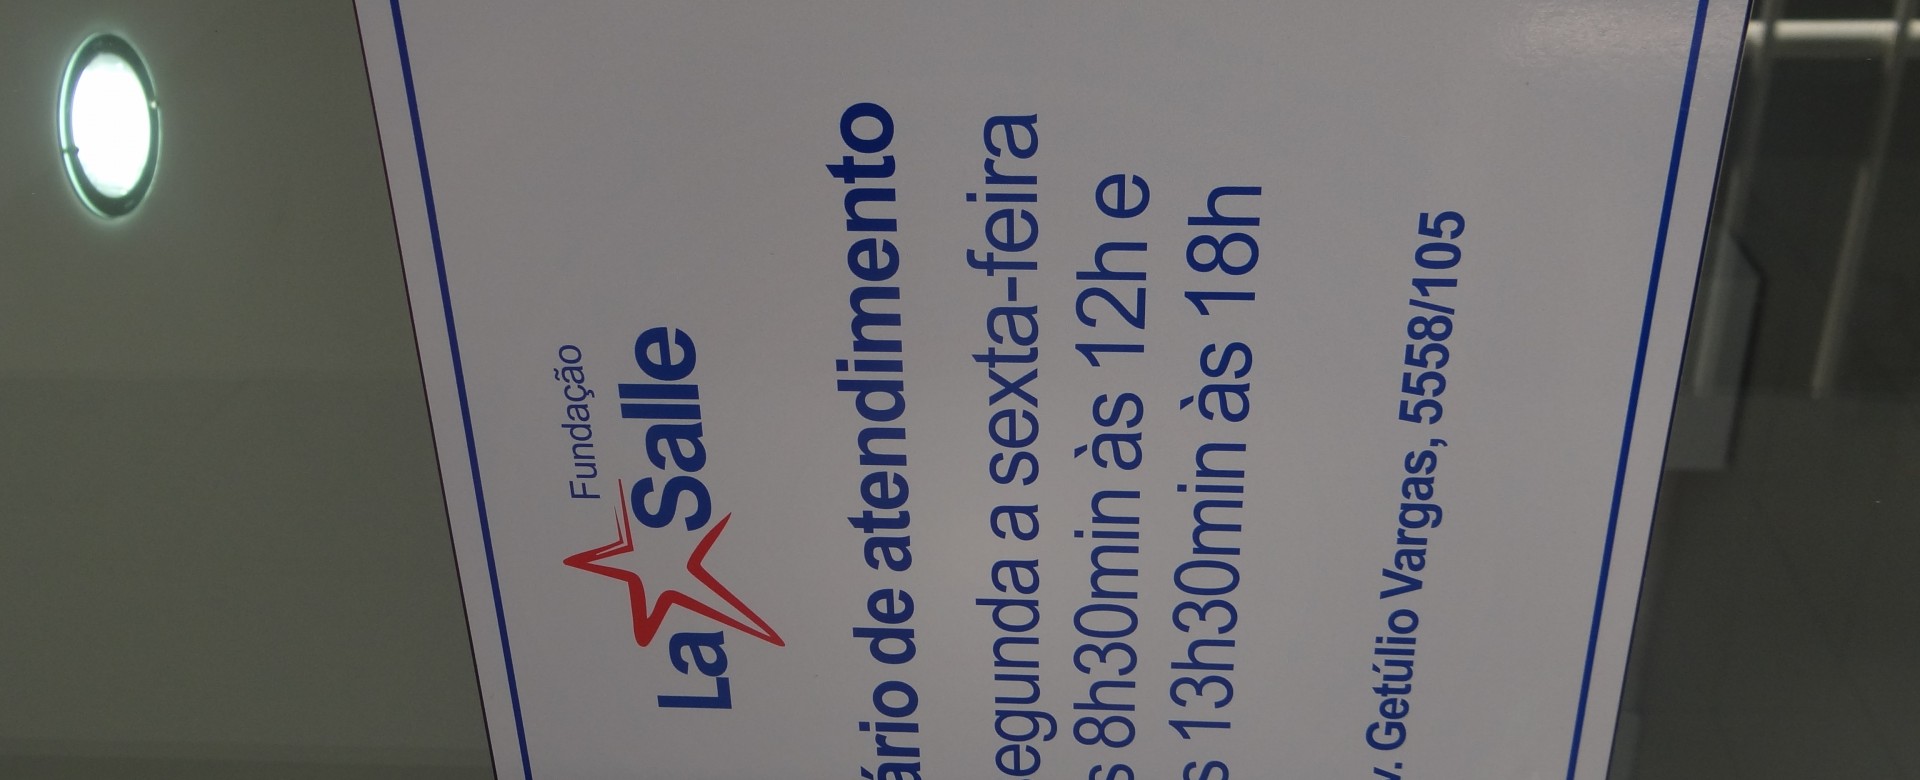 Fundação
La Salle
ário de atendimento
egunda a sexta-feira
s 8h30min às 12h e
s 13h30min às 18h
v. Getúlio Vargas, 5558/105